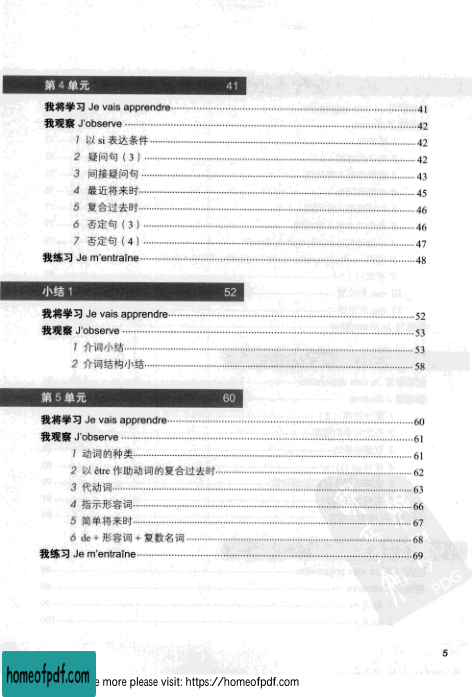 第 4 单元 41
我将学习 Je vais apprendre 41
我观察 J'observe 42
1 以 si 表达条件 42
2 疑问句（3） 42
3 间接疑问句 43
4 最近将来时 45
5 复合过去时 46
6 否定句（3） 46
7 否定句（4） 47
我练习 Je m'entraîne 48
小结 1 52
我将学习 Je vais apprendre 52
我观察 J'observe 53
1 介词小结 53
2 介词结构小结 58
第 5 单元 60
我将学习 Je vais apprendre 60
我观察 J'observe 61
1 动词的种类 61
2 以 être 作助动词的复合过去时 62
3 代动词 63
4 指示形容词 66
5 简单将来时 67
6 de + 形容词 + 复数名词 68
我练习 Je m'entraîne 69
PDG
5
homeofpdf.com
e more please visit: https://homeofpdf.com